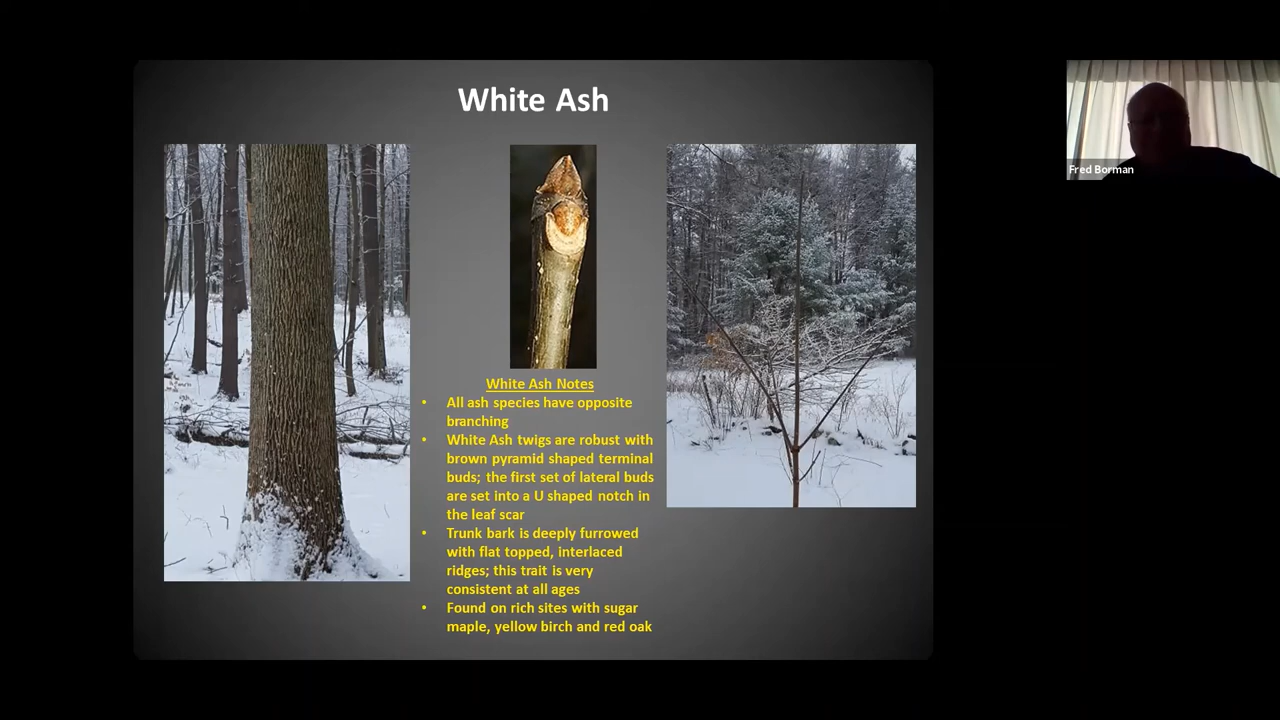 White Ash
Fred Borman
White Ash Notes
• All ash species have opposite
branching
• White Ash twigs are robust with
brown pyramid shaped terminal
buds; the first set of lateral buds
are set into a U shaped notch in
the leaf scar
• Trunk bark is deeply furrowed
with flat topped, interlaced
ridges; this trait is very
consistent at all ages
• Found on rich sites with sugar
maple, yellow birch and red oak